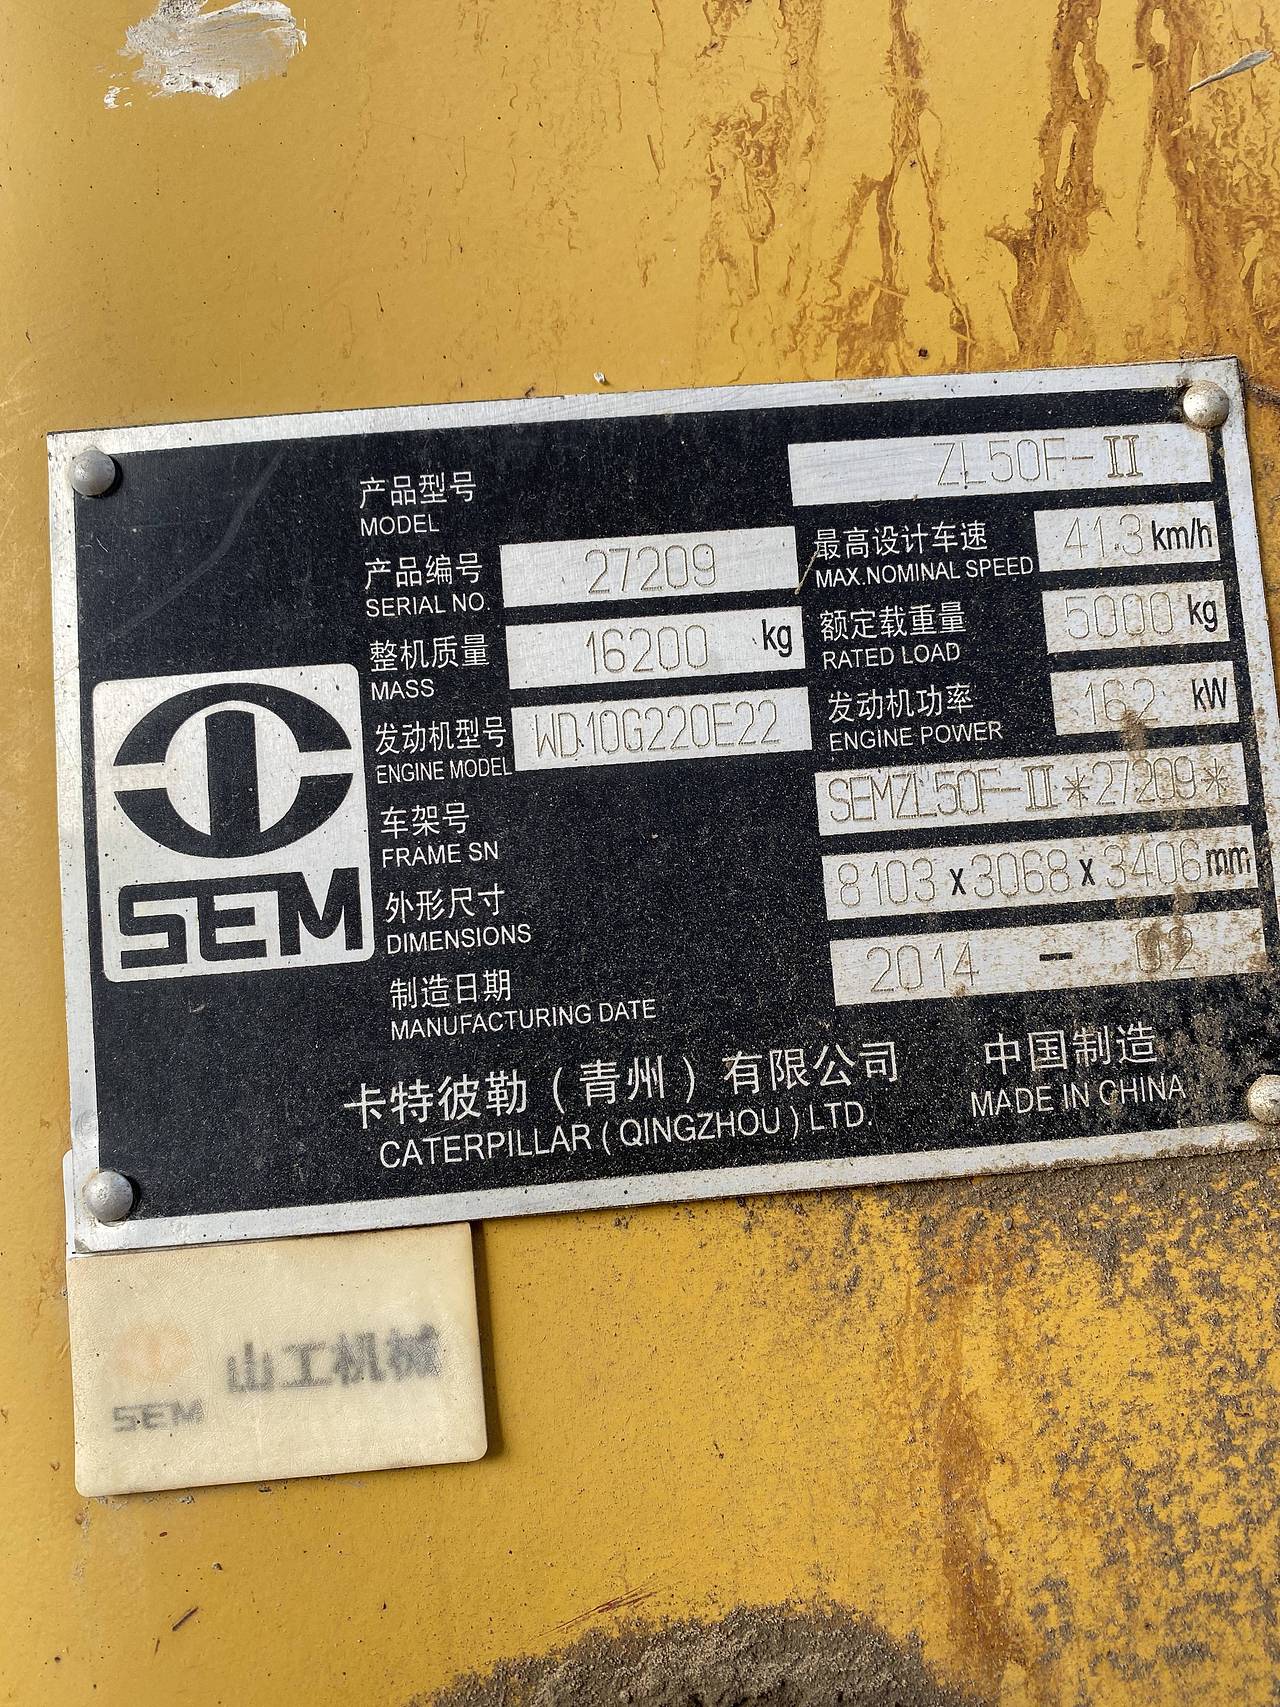 产品型号
MODEL
ZL50F-II
产品编号
SERIAL NO.
27209
最高设计车速
MAX.NOMINAL SPEED
41.3 km/h
整机质量
MASS
16200 kg
额定载重量
RATED LOAD
5000 kg
发动机型号
ENGINE MODEL
WD10G220E22
发动机功率
ENGINE POWER
162 kW
车架号
FRAME SN
SEMZL50F-II*27209*
外形尺寸
DIMENSIONS
8103 x 3068 x 3406 mm
制造日期
MANUFACTURING DATE
2014 - 02
SEM
卡特彼勒（青州）有限公司
CATERPILLAR ( QINGZHOU ) LTD.
中国制造
MADE IN CHINA
山工机械
SEM